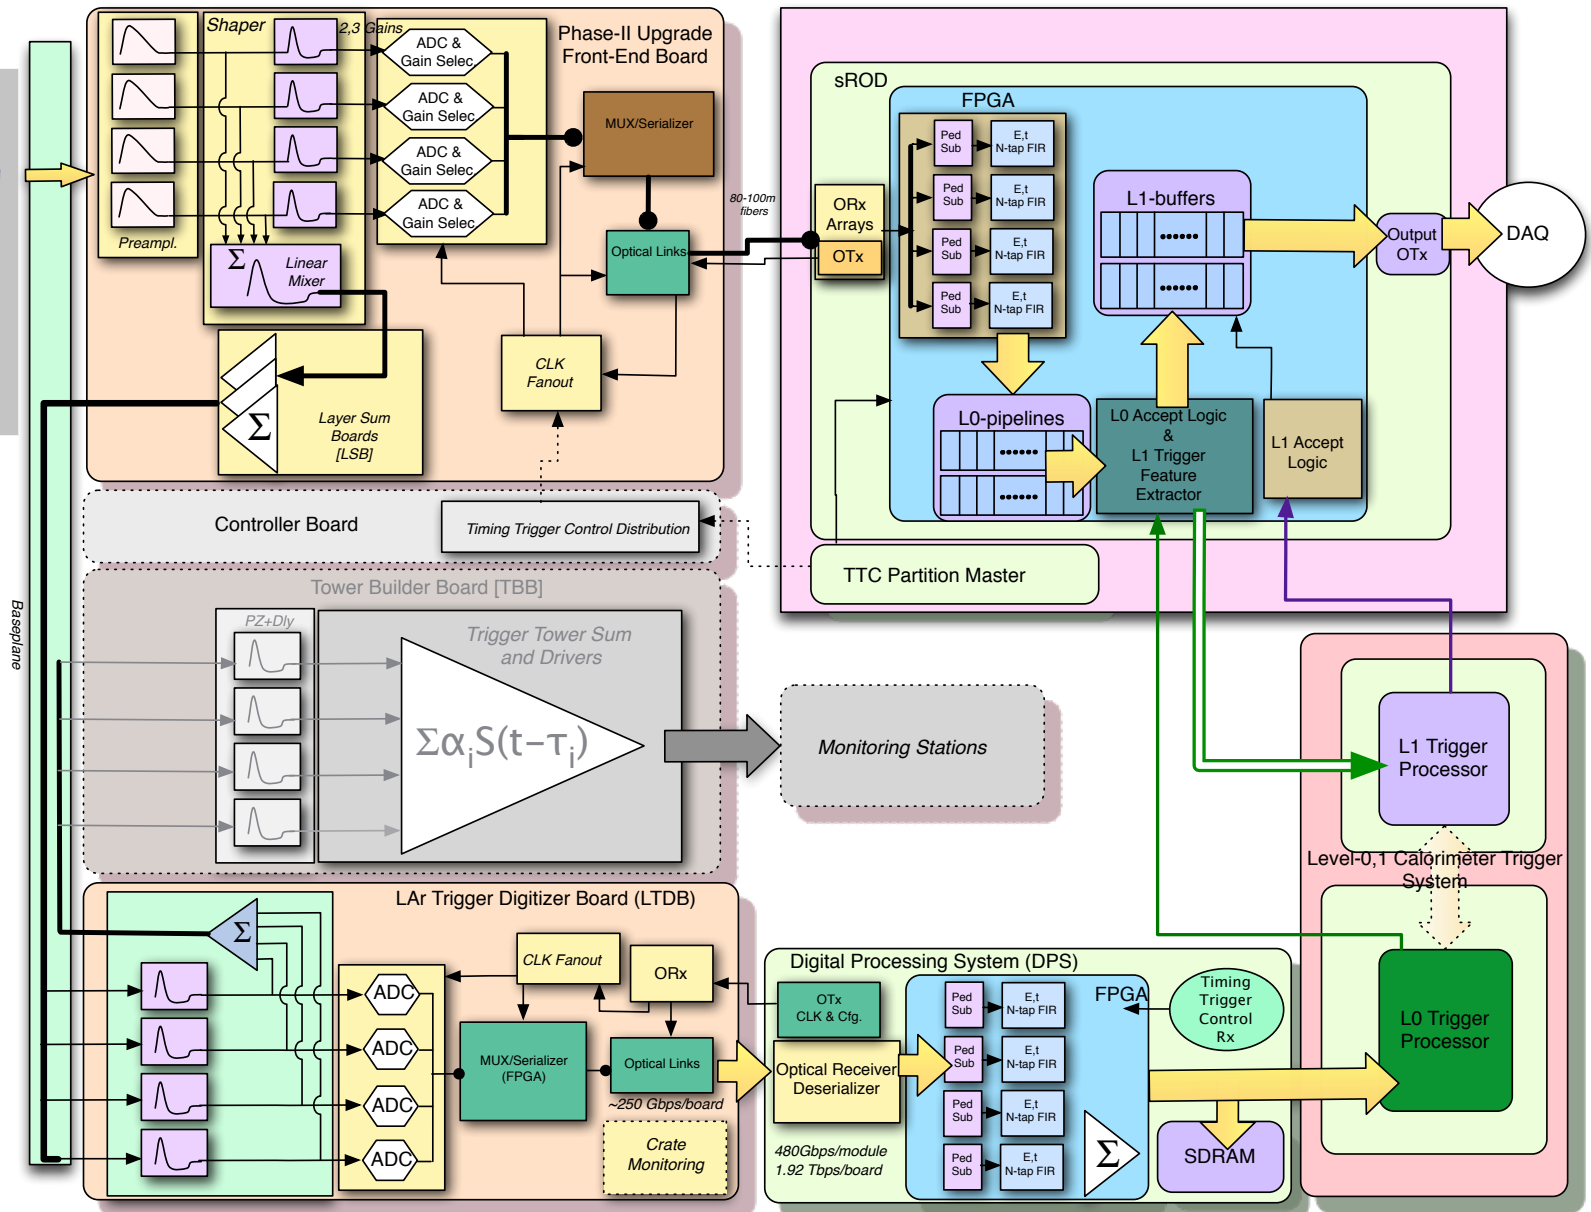 Shaper
2,3 Gains
Preampl.
Σ
Linear
Mixer
ADC &
Gain Selec.
ADC &
Gain Selec.
ADC &
Gain Selec.
ADC &
Gain Selec.
Phase-II Upgrade
Front-End Board
MUX/Serializer
Optical Links
80-100m
fibers
CLK
Fanout
Σ
Layer Sum
Boards
[LSB]
Controller Board
Timing Trigger Control Distribution
Baseplane
Tower Builder Board [TBB]
PZ+Dly
Trigger Tower Sum
and Drivers
ΣαᵢS(t−τᵢ)
Monitoring Stations
sROD
FPGA
ORx
Arrays
OTx
Ped
Sub
E,t
N-tap FIR
Ped
Sub
E,t
N-tap FIR
Ped
Sub
E,t
N-tap FIR
Ped
Sub
E,t
N-tap FIR
L1-buffers
L0-pipelines
L0 Accept Logic
&
L1 Trigger
Feature
Extractor
L1 Accept
Logic
Output
OTx
DAQ
TTC Partition Master
L1 Trigger
Processor
Level-0,1 Calorimeter Trigger
System
L0 Trigger
Processor
LAr Trigger Digitizer Board (LTDB)
Σ
ADC
ADC
ADC
ADC
CLK Fanout
ORx
MUX/Serializer
(FPGA)
Optical Links
~250 Gbps/board
Crate
Monitoring
Digital Processing System (DPS)
OTx
CLK & Cfg.
Optical Receiver
Deserializer
480Gbps/module
1.92 Tbps/board
FPGA
Ped
Sub
E,t
N-tap FIR
Ped
Sub
E,t
N-tap FIR
Ped
Sub
E,t
N-tap FIR
Ped
Sub
E,t
N-tap FIR
Σ
Timing
Trigger
Control
Rx
SDRAM